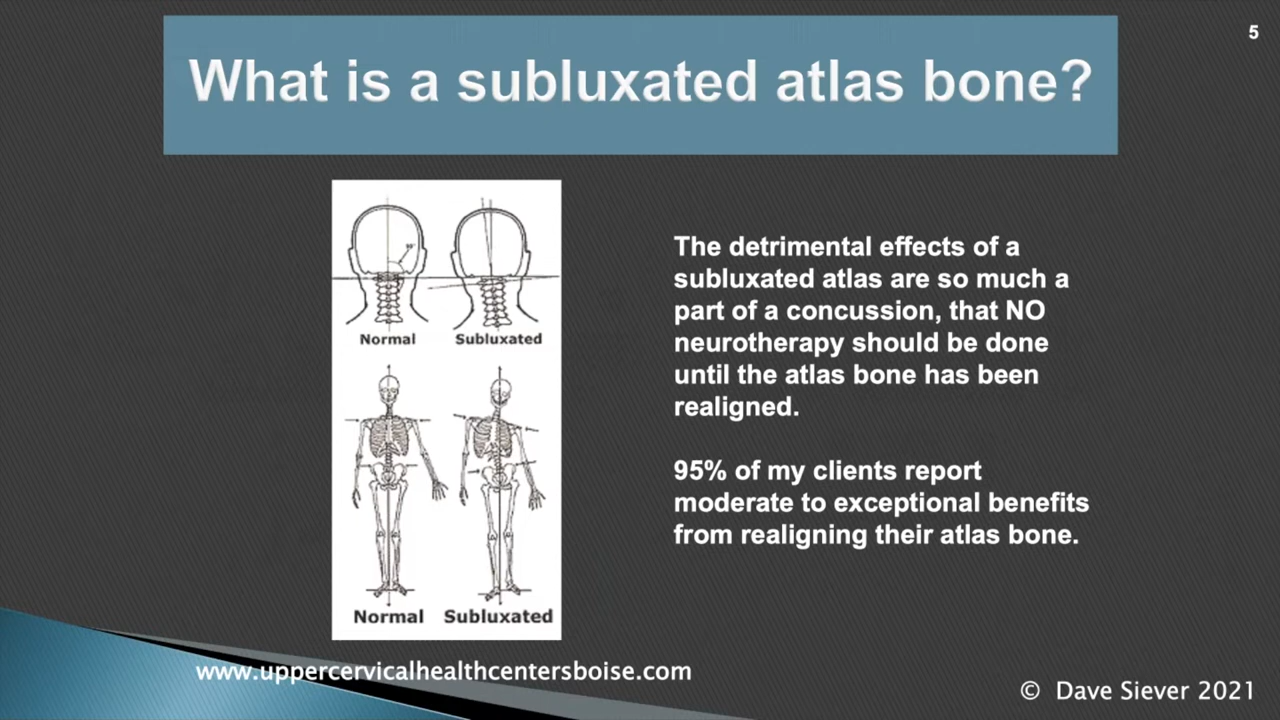 5
What is a subluxated atlas bone?
Normal
Subluxated
Normal
Subluxated
The detrimental effects of a
subluxated atlas are so much a
part of a concussion, that NO
neurotherapy should be done
until the atlas bone has been
realigned.
95% of my clients report
moderate to exceptional benefits
from realigning their atlas bone.
www.uppercervicalhealthcentersboise.com
© Dave Siever 2021